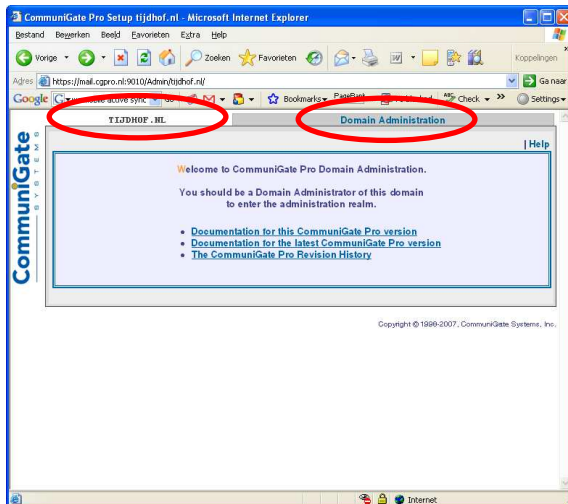 CommuniGate Pro Setup tijdhof.nl - Microsoft Internet Explorer
Bestand Bewerken Beeld Favorieten Extra Help
Vorige Zoeken Favorieten Koppelingen »
Adres https://mail.cgpro.nl:9010/Admin/tijdhof.nl/ Ga naar
Google active sync Bookmarks Check » Settings
TIJDHOF.NL Domain Administration
| Help
CommuniGate
SYSTEMS
Welcome to CommuniGate Pro Domain Administration.
You should be a Domain Administrator of this domain
to enter the administration realm.
• Documentation for this CommuniGate Pro version
• Documentation for the latest CommuniGate Pro version
• The CommuniGate Pro Revision History
Copyright © 1998-2007, CommuniGate Systems, Inc.
Internet